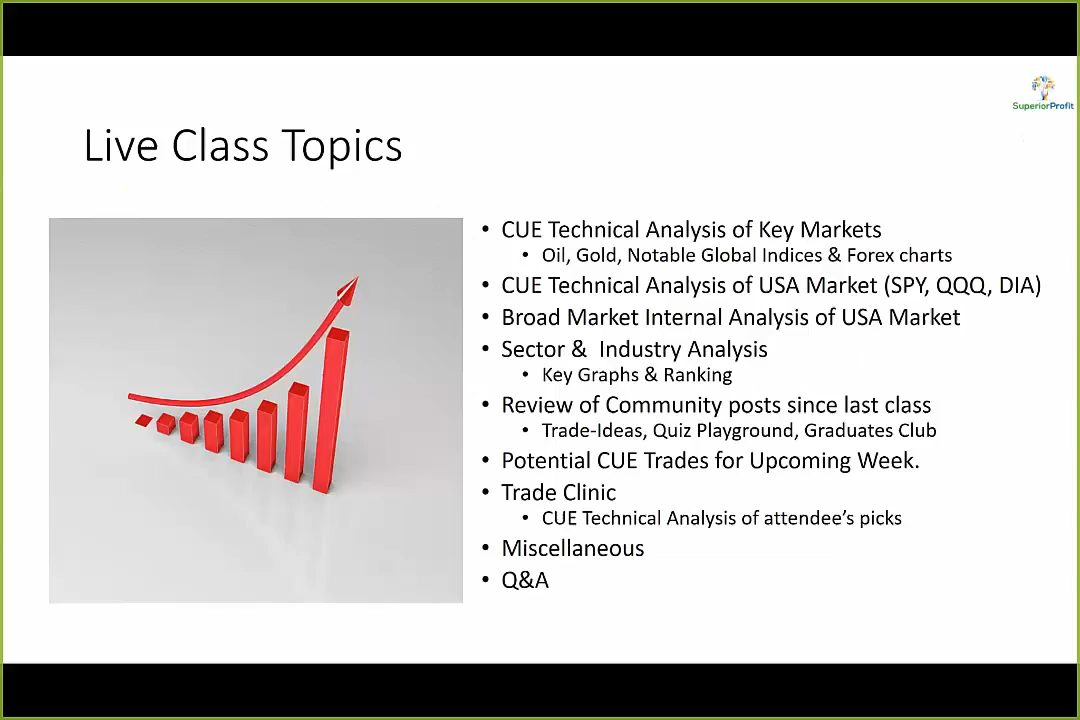 SuperiorProfit
Live Class Topics
• CUE Technical Analysis of Key Markets
• Oil, Gold, Notable Global Indices & Forex charts
• CUE Technical Analysis of USA Market (SPY, QQQ, DIA)
• Broad Market Internal Analysis of USA Market
• Sector &  Industry Analysis
• Key Graphs & Ranking
• Review of Community posts since last class
• Trade-Ideas, Quiz Playground, Graduates Club
• Potential CUE Trades for Upcoming Week.
• Trade Clinic
• CUE Technical Analysis of attendee’s picks
• Miscellaneous
• Q&A